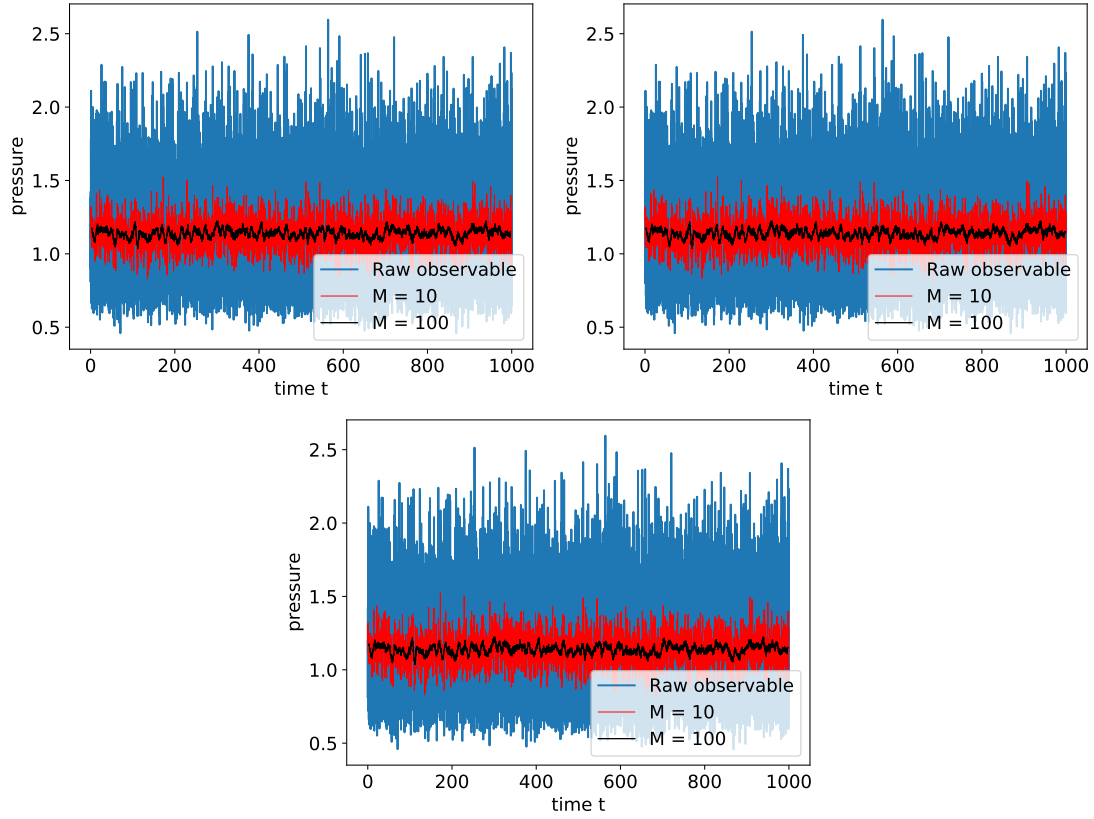 2.5
2.0
1.5
1.0
0.5
pressure
Raw observable
M = 10
M = 100
0 200 400 600 800 1000
time t
2.5
2.0
1.5
1.0
0.5
pressure
Raw observable
M = 10
M = 100
0 200 400 600 800 1000
time t
2.5
2.0
1.5
1.0
0.5
pressure
Raw observable
M = 10
M = 100
0 200 400 600 800 1000
time t